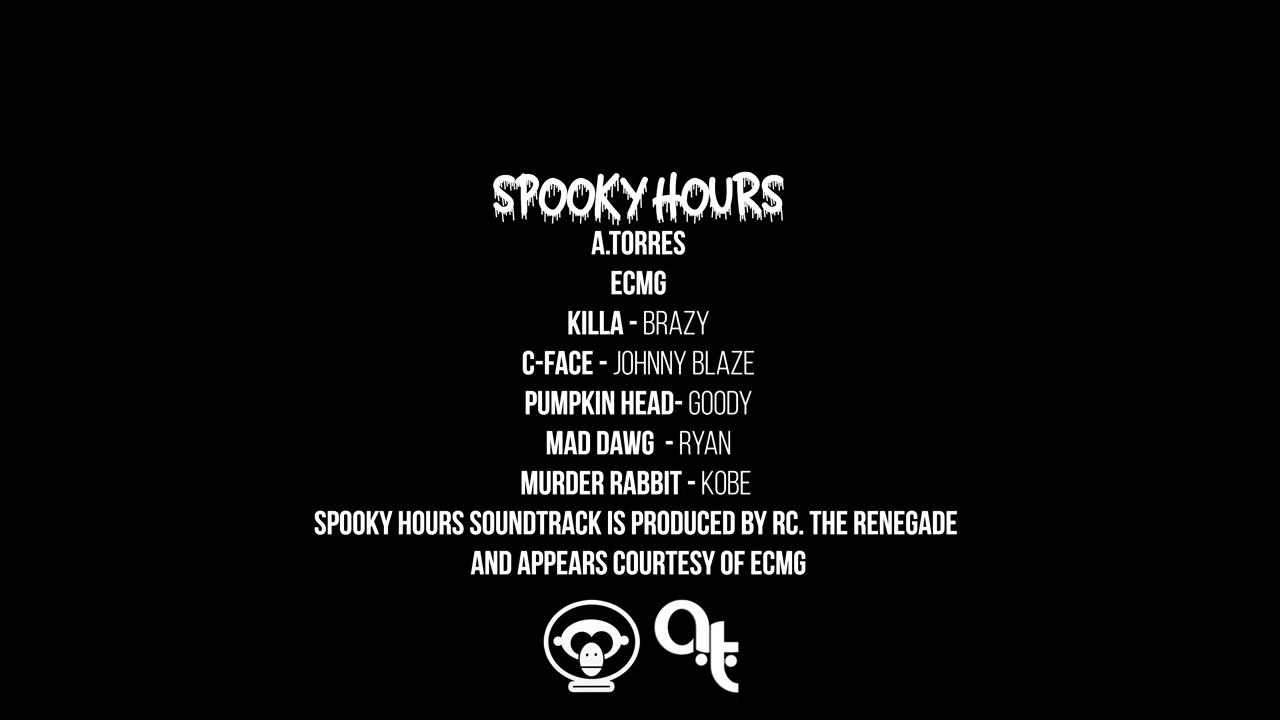 SPOOKY HOURS
A.TORRES
ECMG
KILLA - BRAZY
C-FACE - JOHNNY BLAZE
PUMPKIN HEAD- GOODY
MAD DAWG - RYAN
MURDER RABBIT - KOBE
SPOOKY HOURS SOUNDTRACK IS PRODUCED BY RC. THE RENEGADE
AND APPEARS COURTESY OF ECMG
a.t.